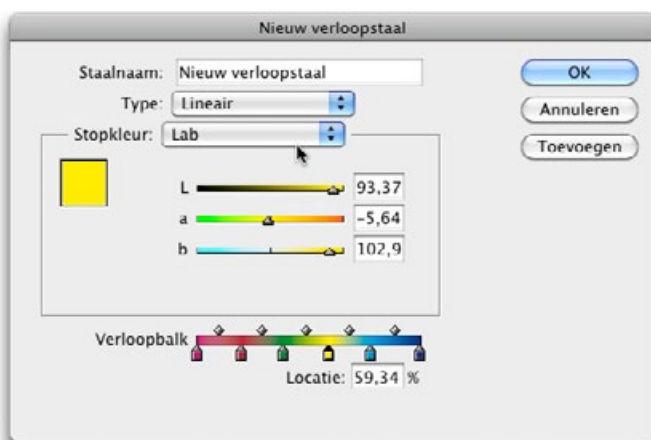 Nieuw verloopstaal
Staalnaam: Nieuw verloopstaal
OK
Type: Lineair
Annuleren
Stopkleur: Lab
Toevoegen
L 93,37
a -5,64
b 102,9
Verloopbalk
Locatie: 59,34 %